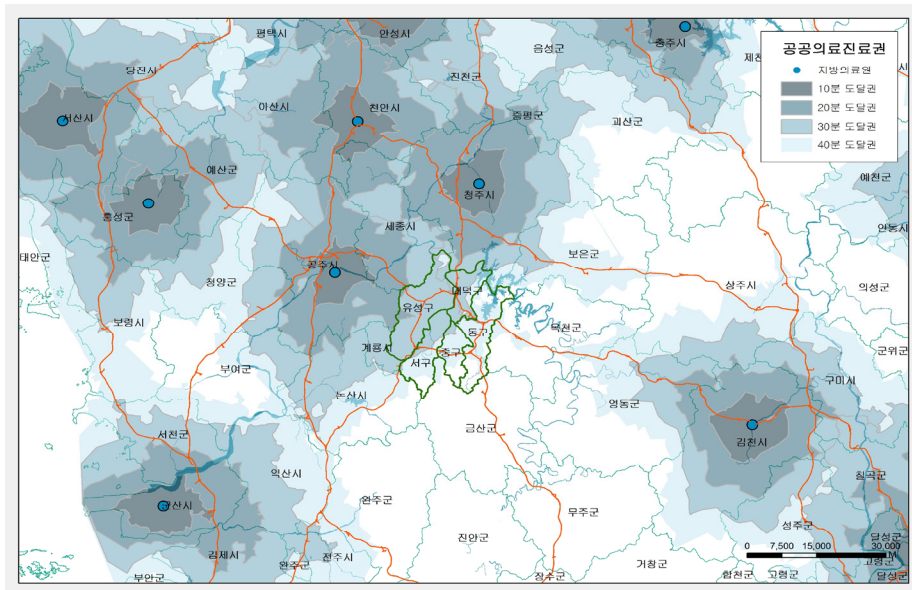 공공의료진료권
지방의료원
10분 도달권
20분 도달권
30분 도달권
40분 도달권
평택시
안성시
음성군
충주시
당진시
진천군
서산시
아산시
천안시
증평군
괴산군
예산군
청주시
예천군
홍성군
세종시
안동시
태안군
공주시
보은군
청양군
대덕구
상주시
의성군
유성구
보령시
동구
옥천군
계룡시
중구
군위군
서구
부여군
구미시
논산시
영동군
서천군
금산군
김천시
익산시
칠곡군
완주군
무주군
성주군
진안군
달성군
김제시
전주시
고령군
완주군
거창군
부안군
장수군
합천군
고령군
달성군
0 7,500 15,000 30,000
M